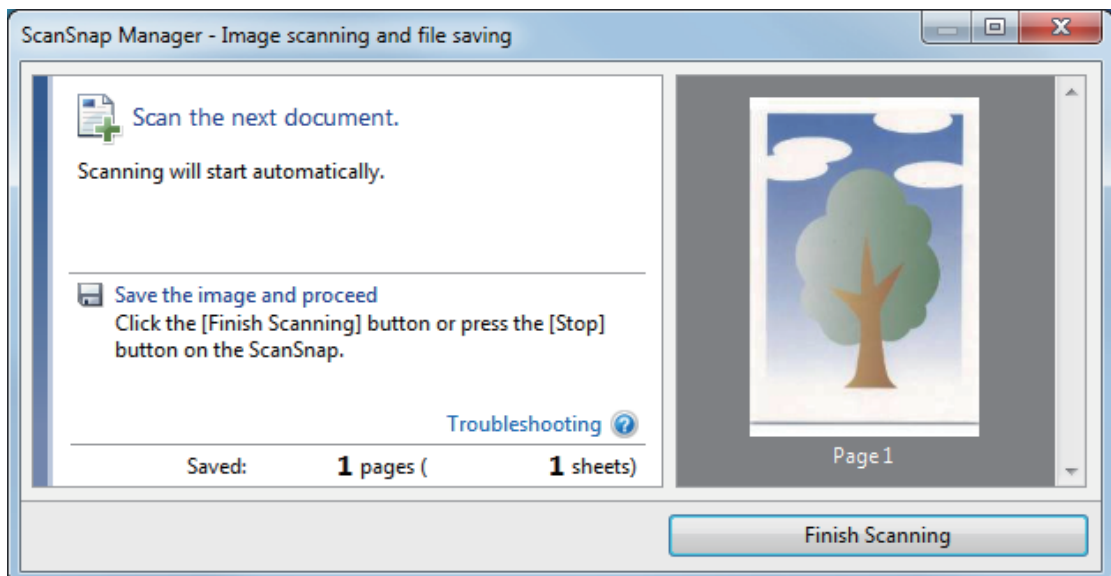 ScanSnap Manager - Image scanning and file saving
Scan the next document.
Scanning will start automatically.
Save the image and proceed
Click the [Finish Scanning] button or press the [Stop]
button on the ScanSnap.
Troubleshooting
Saved: 1 pages ( 1 sheets)
Page 1
Finish Scanning